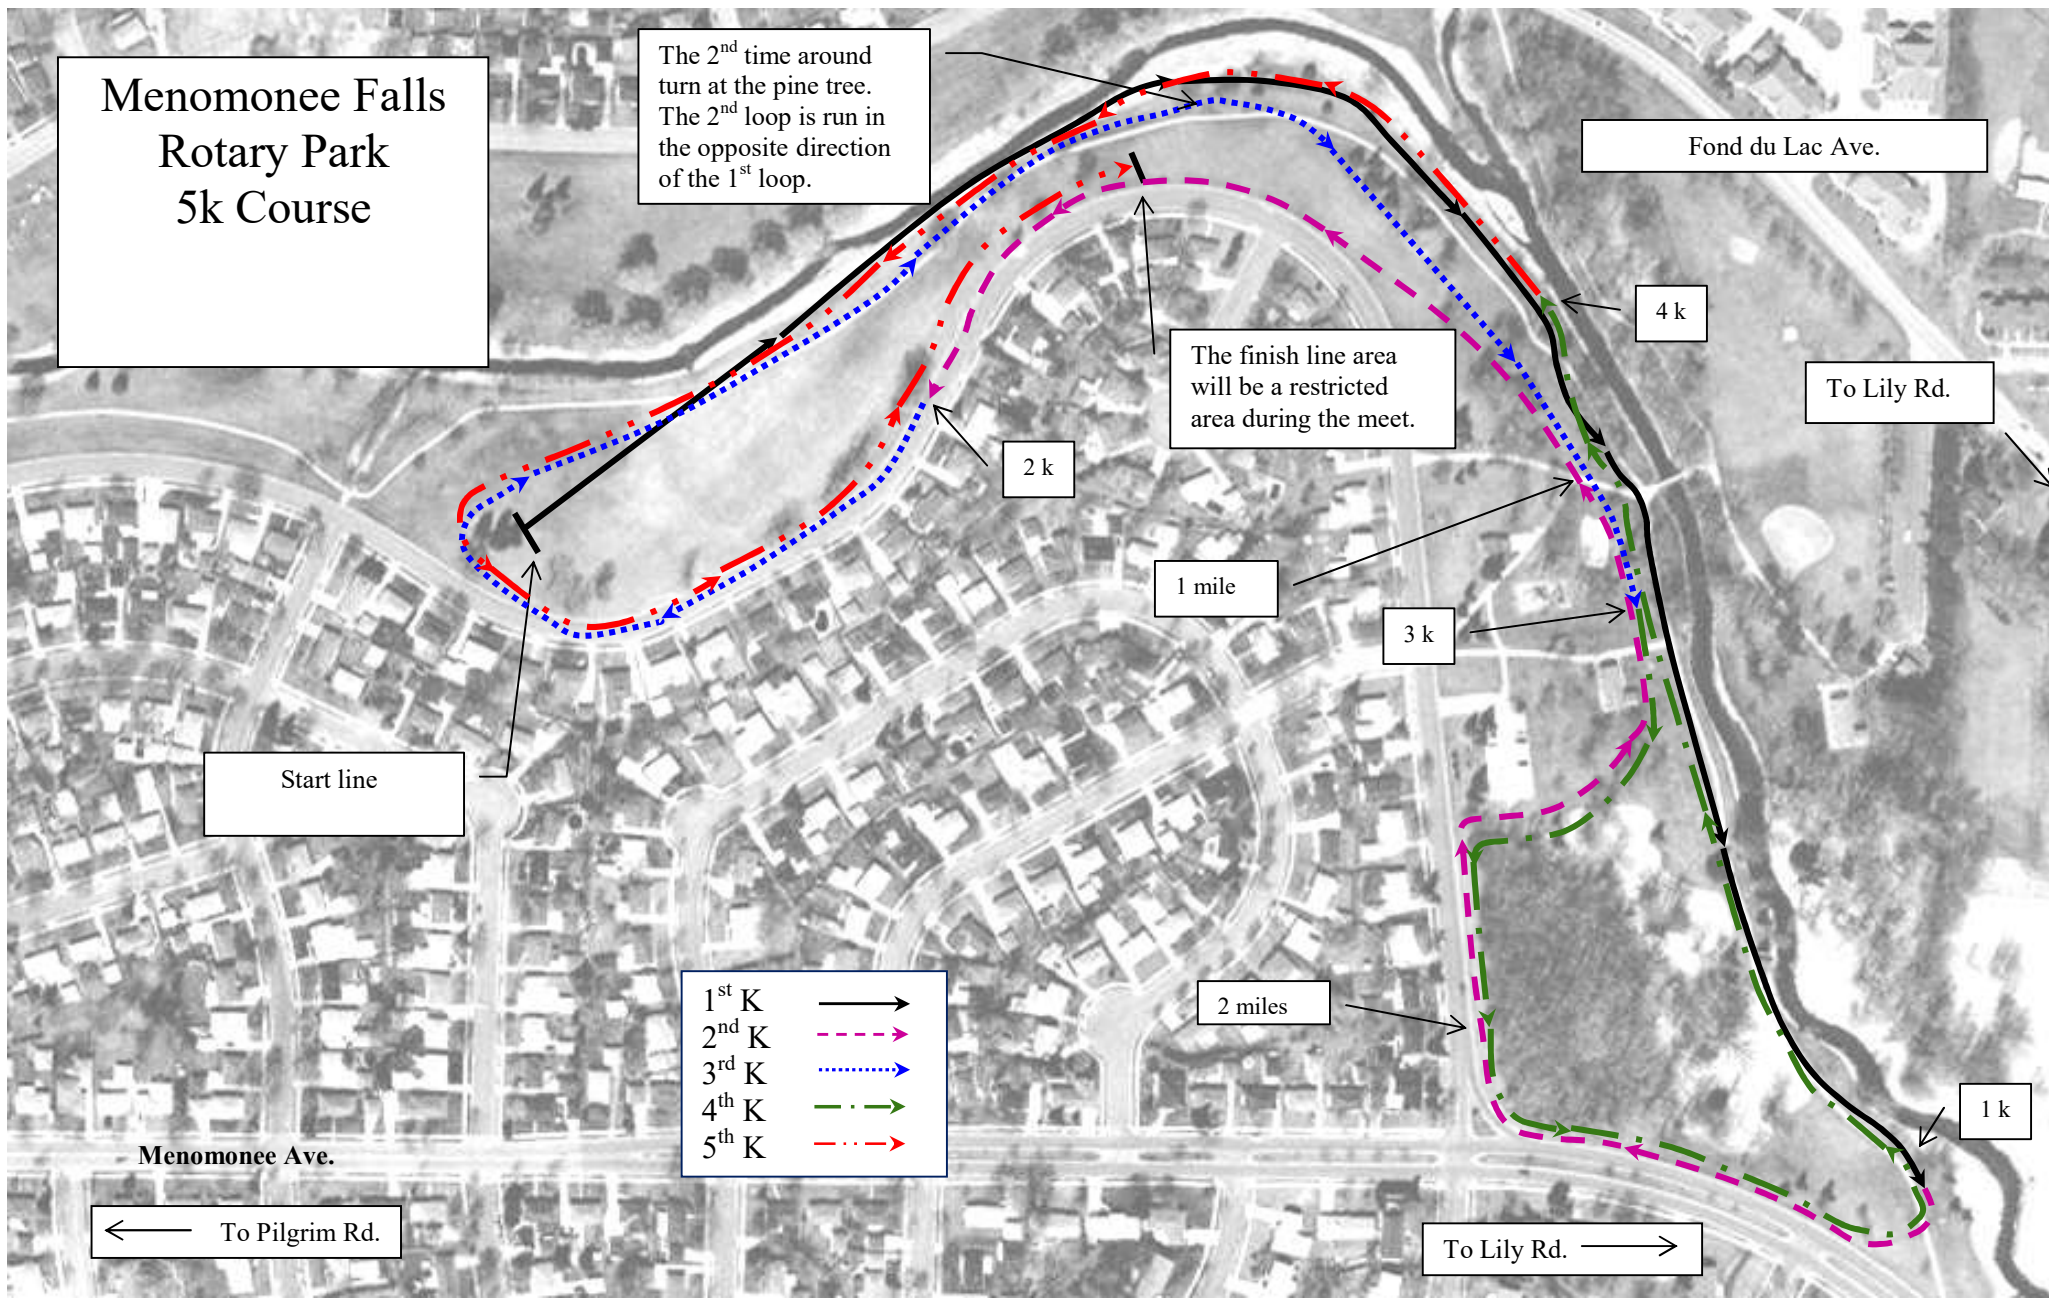 Menomonee Falls
Rotary Park
5k Course
The 2nd time around
turn at the pine tree.
The 2nd loop is run in
the opposite direction
of the 1st loop.
Fond du Lac Ave.
4 k
The finish line area
will be a restricted
area during the meet.
To Lily Rd.
2 k
1 mile
3 k
Start line
2 miles
1st K
2nd K
3rd K
4th K
5th K
1 k
Menomonee Ave.
To Pilgrim Rd.
To Lily Rd.